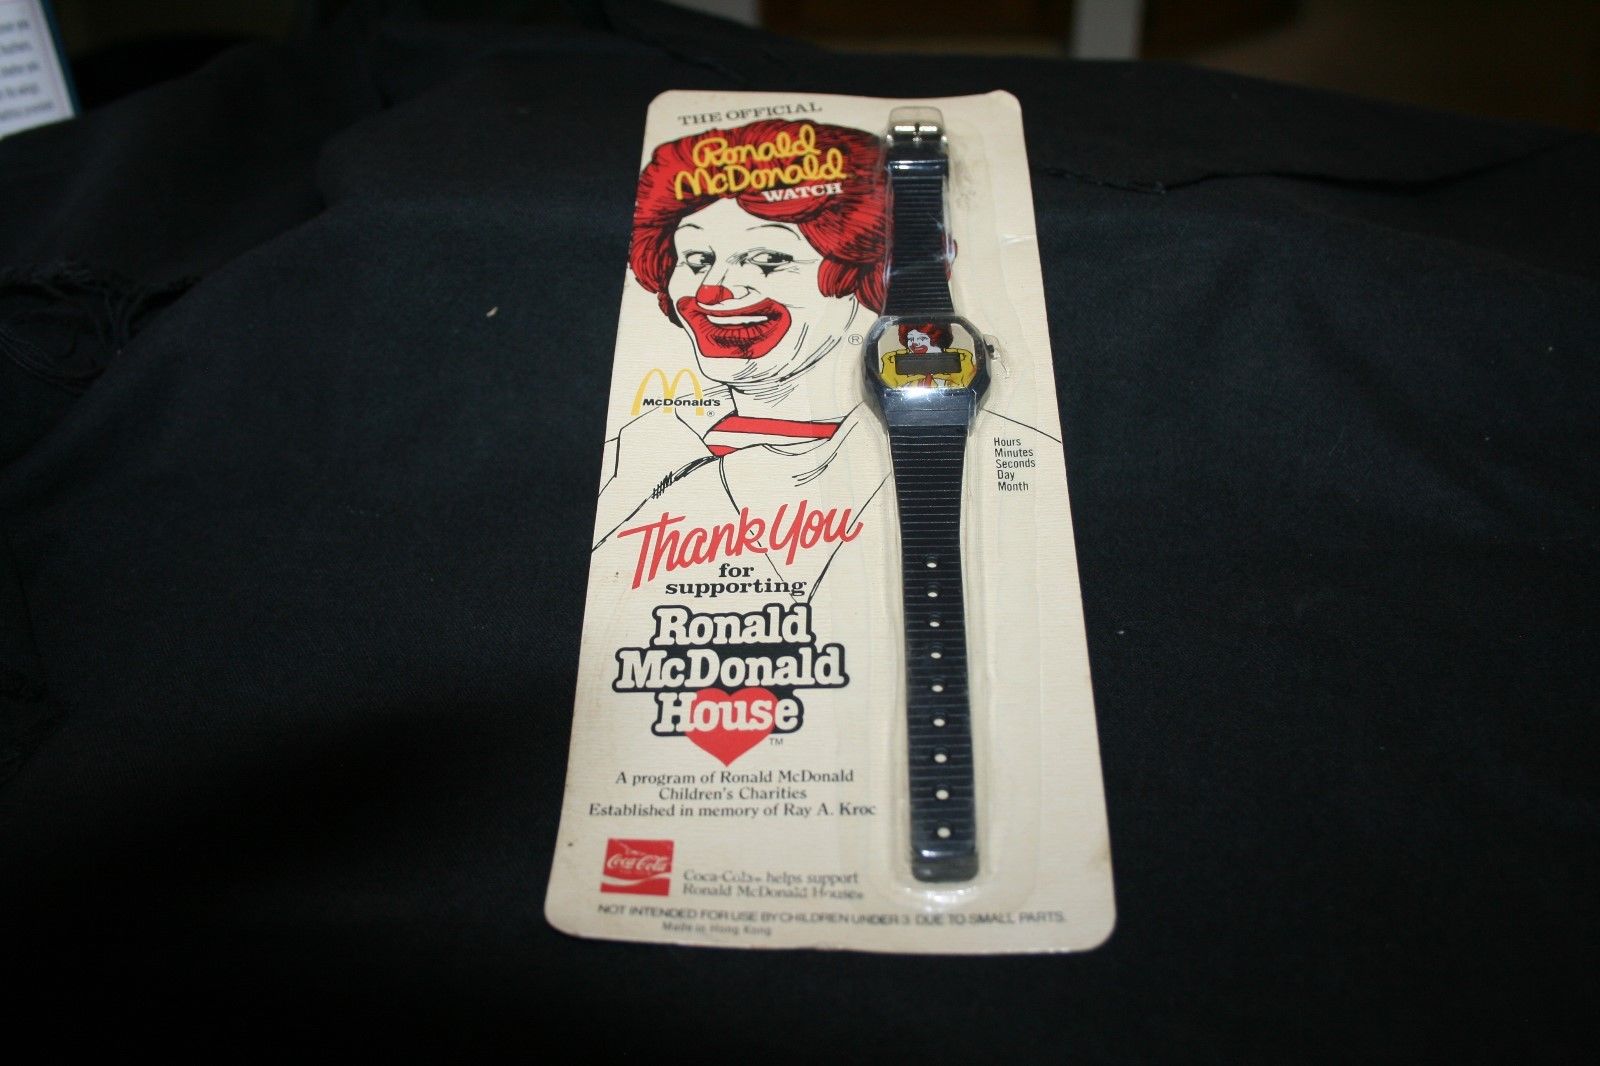 THE OFFICIAL
Ronald
McDonald
WATCH
®
McDonald's
®
Hours
Minutes
Seconds
Day
Month
Thank You
for
supporting
Ronald
McDonald
House
TM
A program of Ronald McDonald
Children's Charities
Established in memory of Ray A. Kroc
Coca-Cola
Coca-Cola® helps support
Ronald McDonald House®
NOT INTENDED FOR USE BY CHILDREN UNDER 3 DUE TO SMALL PARTS.
Made in Hong Kong